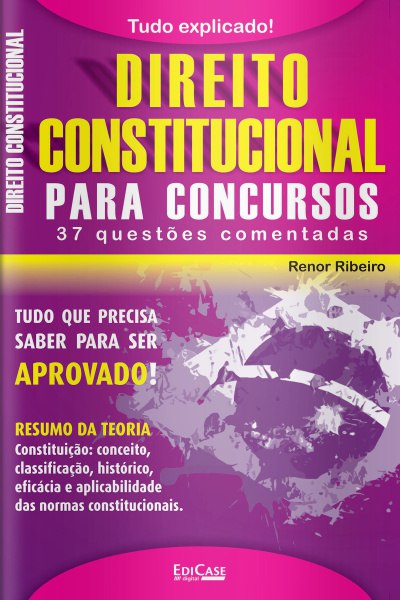 Tudo explicado!
DIREITO CONSTITUCIONAL
DIREITO
CONSTITUCIONAL
PARA CONCURSOS
37 questões comentadas
Renor Ribeiro
TUDO QUE PRECISA
SABER PARA SER
APROVADO!
RESUMO DA TEORIA
Constituição: conceito,
classificação, histórico,
eficácia e aplicabilidade
das normas constitucionais.
EDICASE
digital